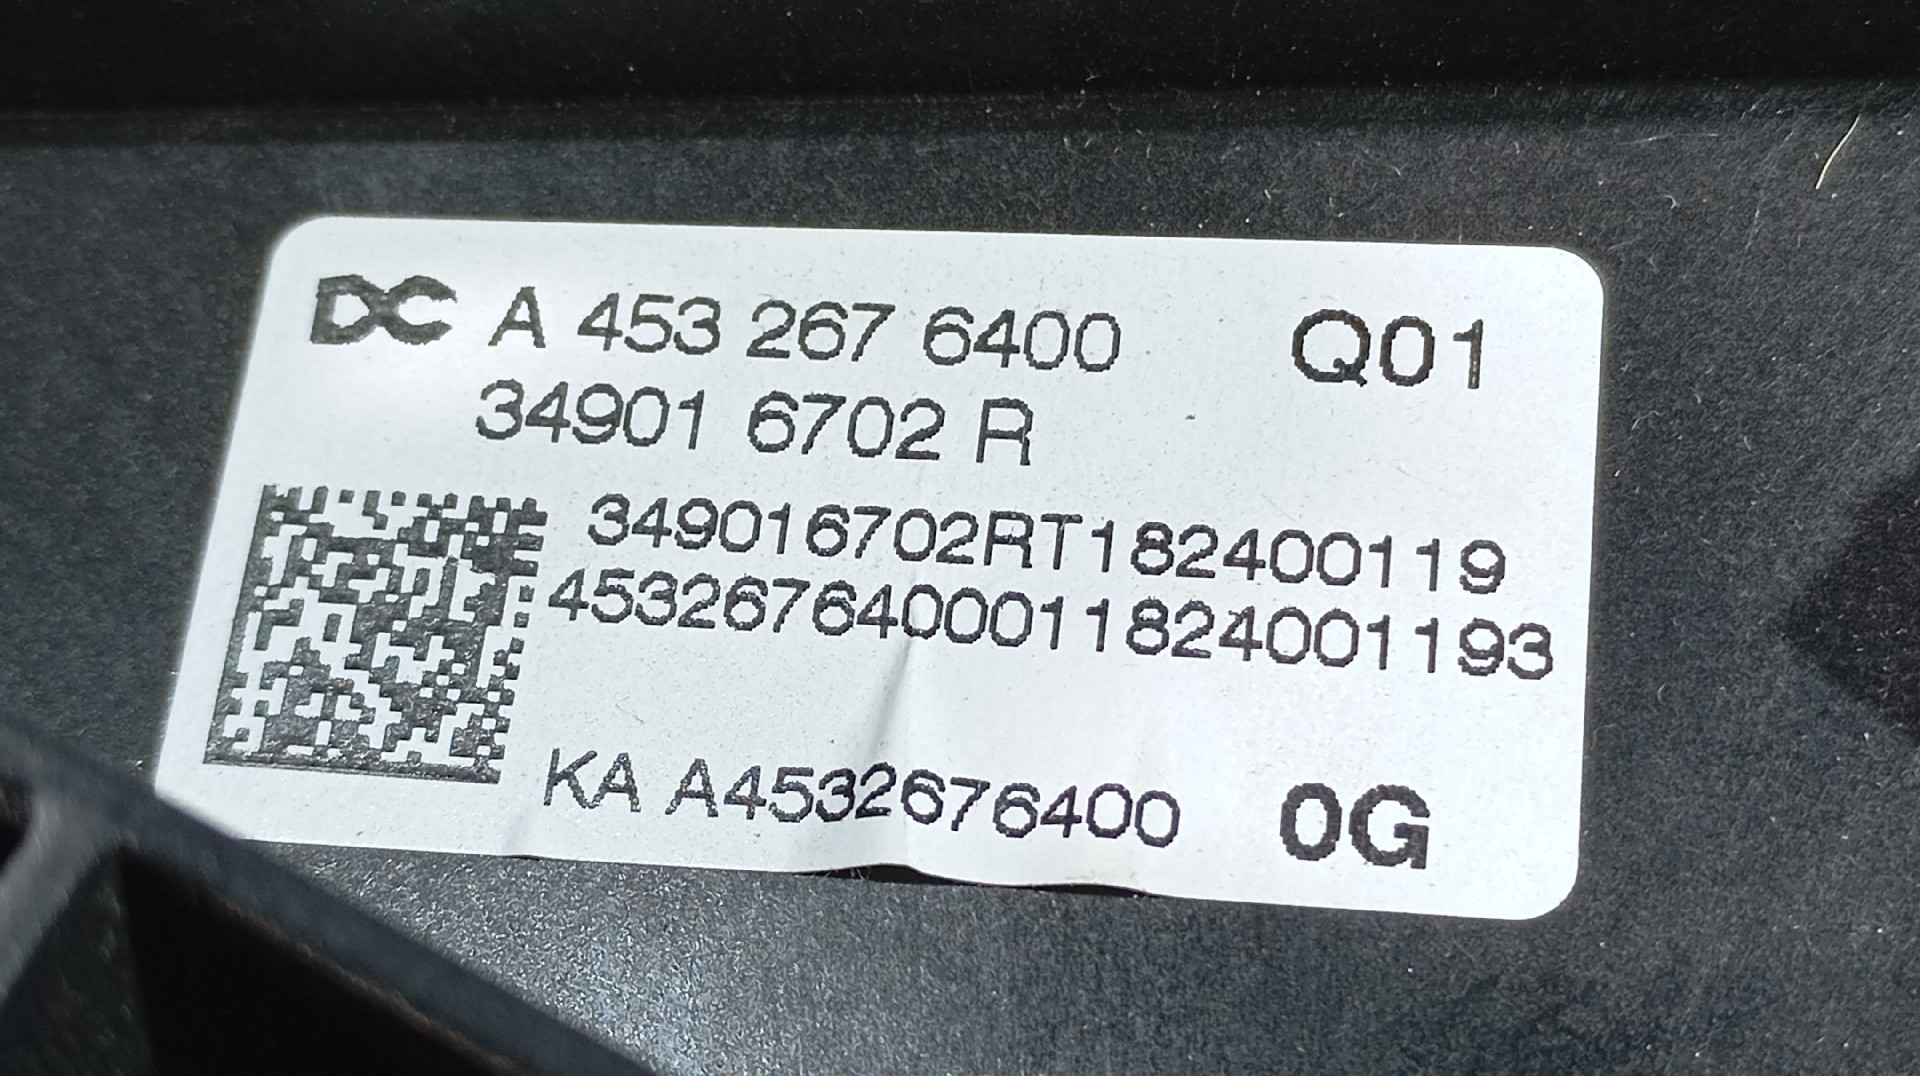 DC A 453 267 6400 Q01
34901 6702 R
349016702RT182400119
4532676400011824001193
KA A4532676400 0G